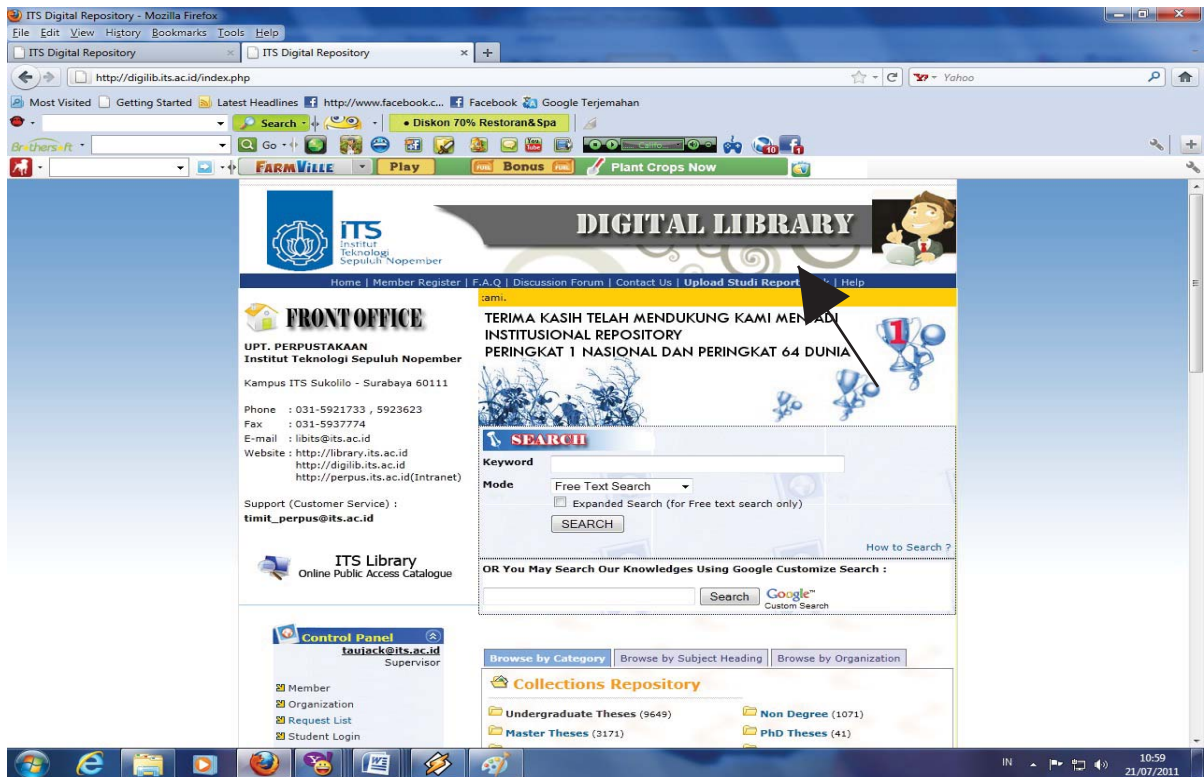 ITS Digital Repository - Mozilla Firefox
File Edit View History Bookmarks Tools Help
ITS Digital Repository × ITS Digital Repository × +
http://digilib.its.ac.id/index.php Yahoo
Most Visited Getting Started Latest Headlines http://www.facebook.c... Facebook Google Terjemahan
Search • Diskon 70% Restoran&Spa
Brothersoft Go
FARMVILLE Play Bonus Plant Crops Now
DIGITAL LIBRARY
iTS
Institut
Teknologi
Sepuluh Nopember
Home | Member Register | F.A.Q | Discussion Forum | Contact Us | Upload Studi Report | Help
kami.
FRONT OFFICE
UPT. PERPUSTAKAAN
Institut Teknologi Sepuluh Nopember
Kampus ITS Sukolilo - Surabaya 60111
Phone : 031-5921733 , 5923623
Fax : 031-5937774
E-mail : libits@its.ac.id
Website : http://library.its.ac.id
http://digilib.its.ac.id
http://perpus.its.ac.id(Intranet)
Support (Customer Service) :
timit_perpus@its.ac.id
ITS Library
Online Public Access Catalogue
TERIMA KASIH TELAH MENDUKUNG KAMI MENJADI
INSTITUSIONAL REPOSITORY
PERINGKAT 1 NASIONAL DAN PERINGKAT 64 DUNIA
1
SEARCH
Keyword
Mode Free Text Search
Expanded Search (for Free text search only)
SEARCH
How to Search ?
OR You May Search Our Knowledges Using Google Customize Search :
Search Google™
Custom Search
Control Panel
taujack@its.ac.id
Supervisor
Member
Organization
Request List
Student Login
Browse by Category Browse by Subject Heading Browse by Organization
Collections Repository
Undergraduate Theses (9649) Non Degree (1071)
Master Theses (3171) PhD Theses (41)
IN 10:59
21/07/2011